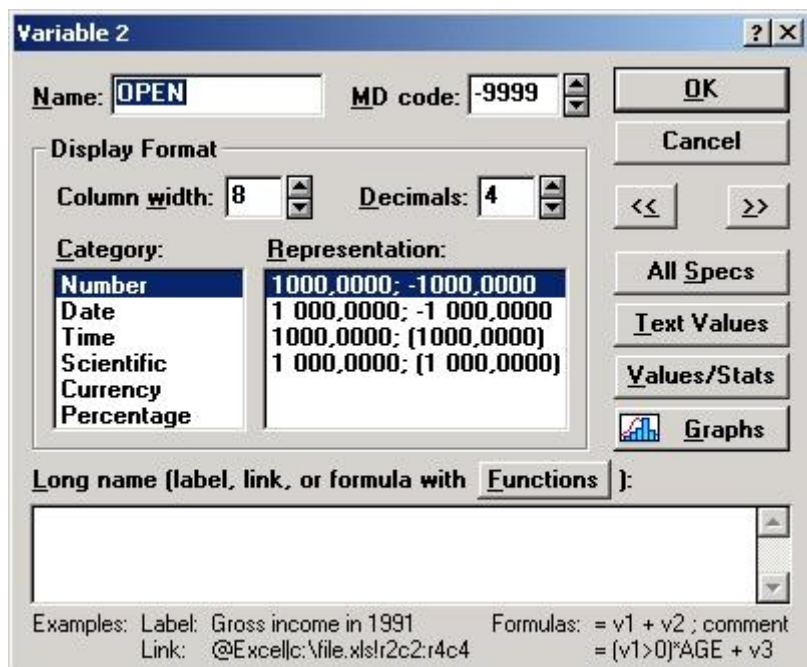 Variable 2
Name: OPEN MD code: -9999 OK
Cancel
Display Format
Column width: 8 Decimals: 4 << >>
Category: Representation:
All Specs
Number 1000,0000; -1000,0000
Date 1 000,0000; -1 000,0000
Time 1000,0000; (1000,0000)
Text Values
Scientific 1 000,0000; (1 000,0000)
Currency
Values/Stats
Percentage
Graphs
Long name (label, link, or formula with Functions ):
Examples: Label: Gross income in 1991 Formulas: = v1 + v2 ; comment
Link: @Excel|c:\file.xls!r2c2:r4c4 = (v1>0)*AGE + v3